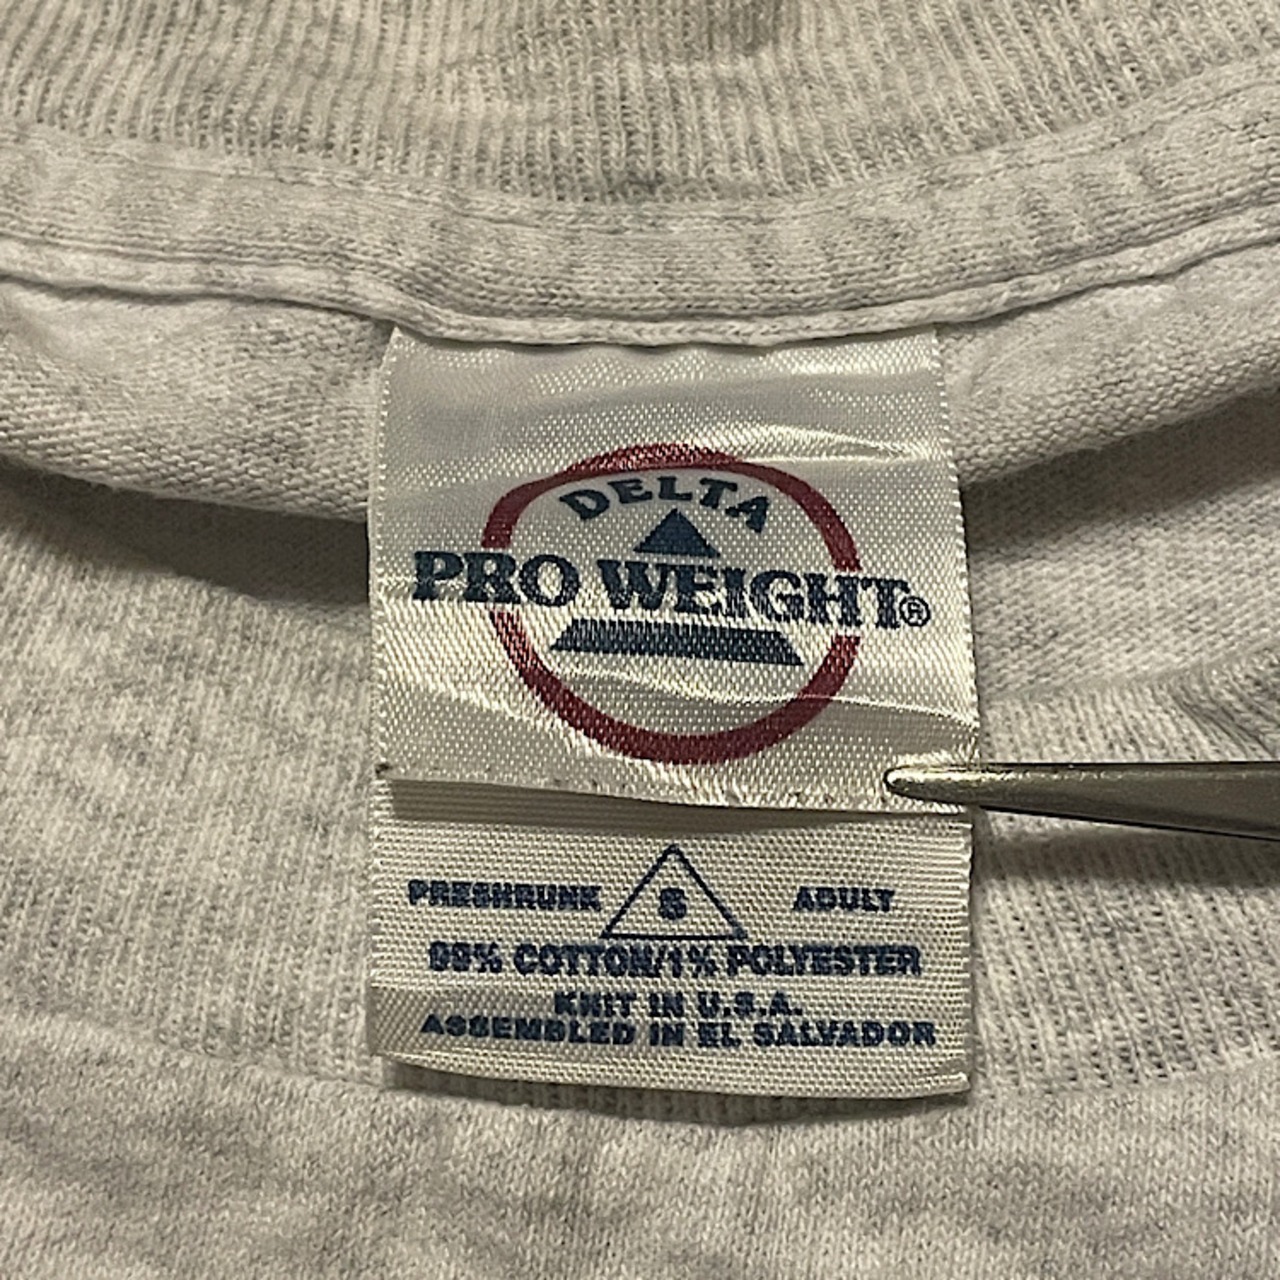 DELTA
PRO WEIGHT®
PRESHRUNK S ADULT
99% COTTON/1% POLYESTER
KNIT IN U.S.A.
ASSEMBLED IN EL SALVADOR